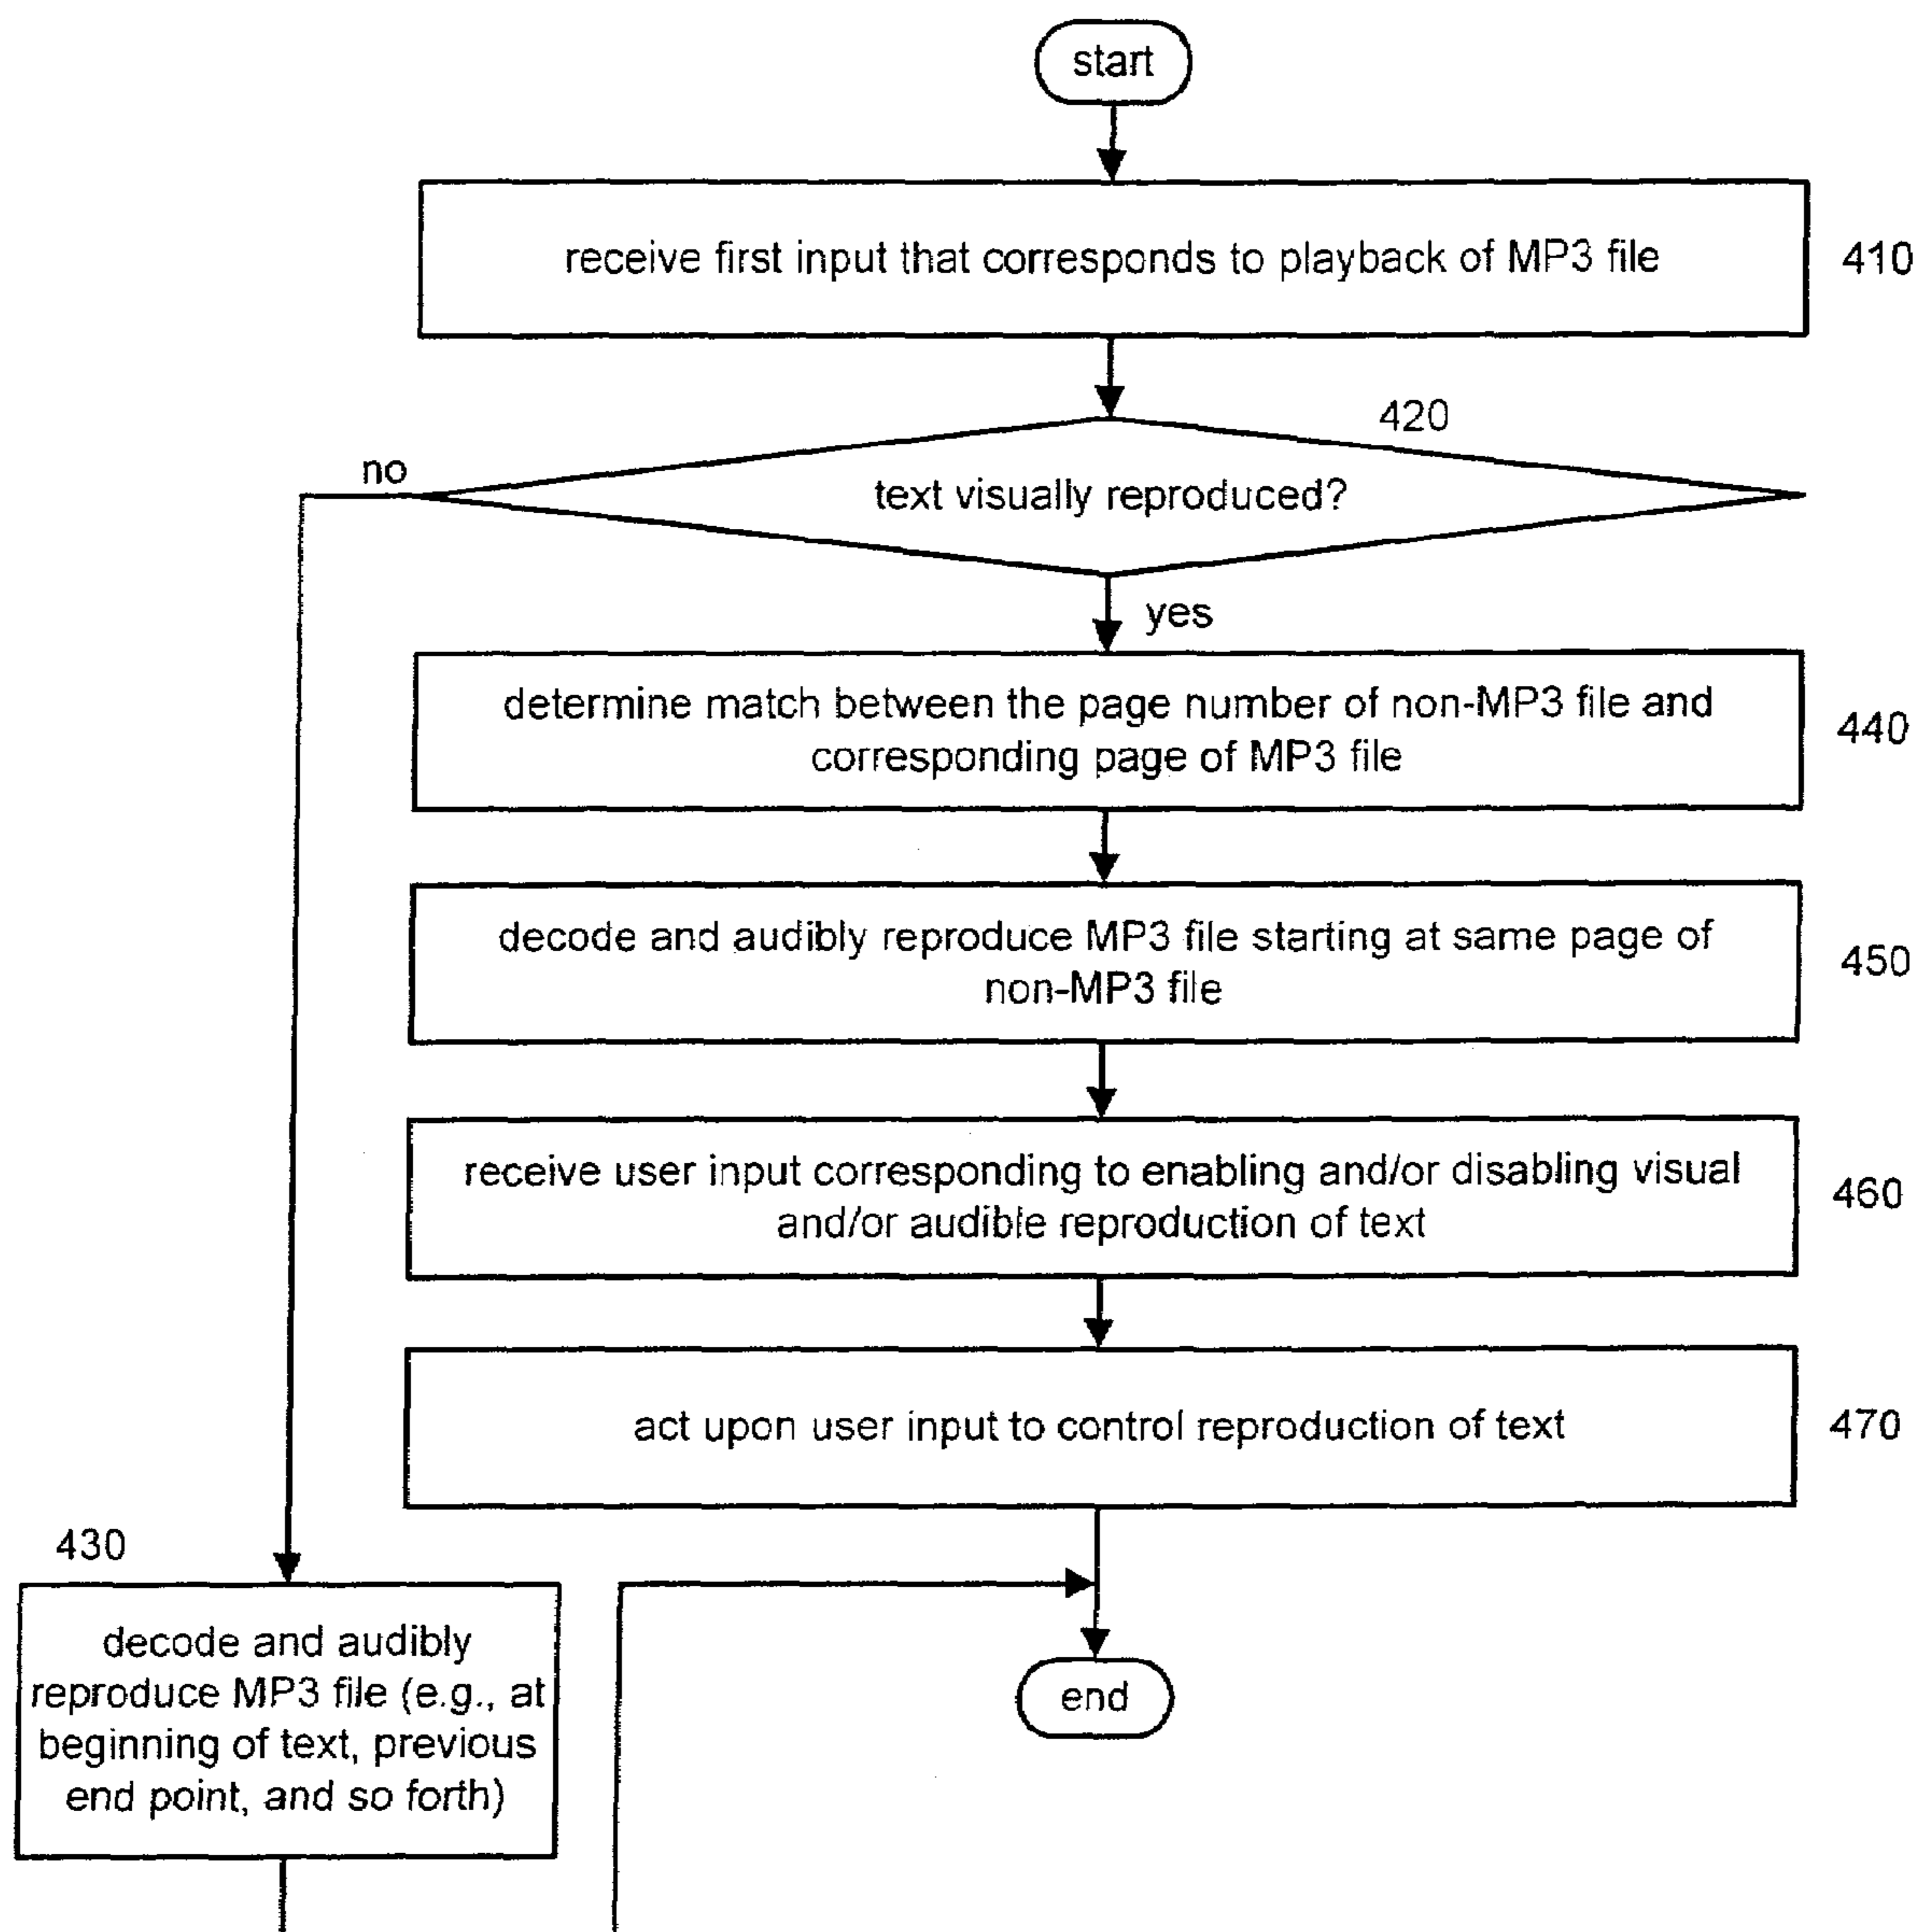 start
receive first input that corresponds to playback of MP3 file
410
420
no
text visually reproduced?
yes
determine match between the page number of non-MP3 file and
corresponding page of MP3 file
440
decode and audibly reproduce MP3 file starting at same page of
non-MP3 file
450
receive user input corresponding to enabling and/or disabling visual
and/or audible reproduction of text
460
act upon user input to control reproduction of text
470
430
decode and audibly
reproduce MP3 file (e.g., at
beginning of text, previous
end point, and so forth)
end